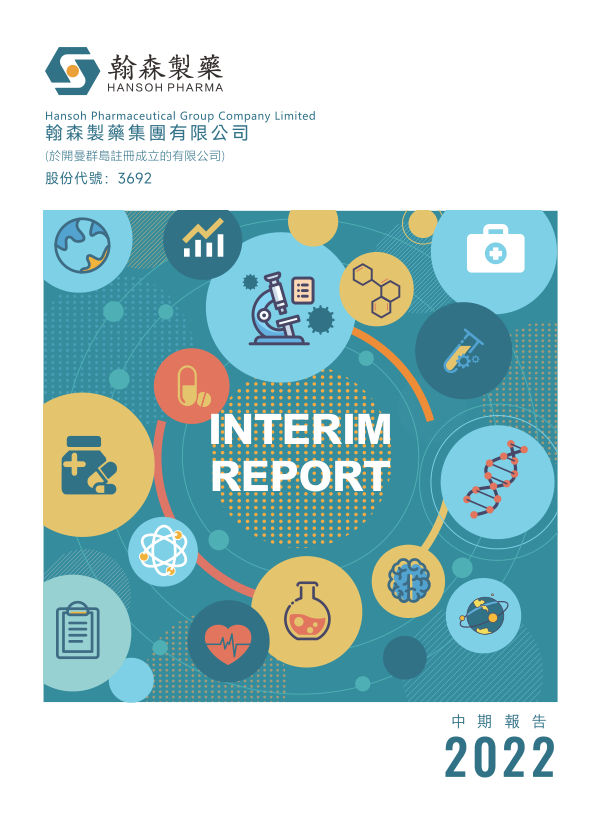 翰森製藥
HANSOH PHARMA
Hansoh Pharmaceutical Group Company Limited
翰森製藥集團有限公司
(於開曼群島註冊成立的有限公司)
股份代號：3692
INTERIM
REPORT
中期報告
2022